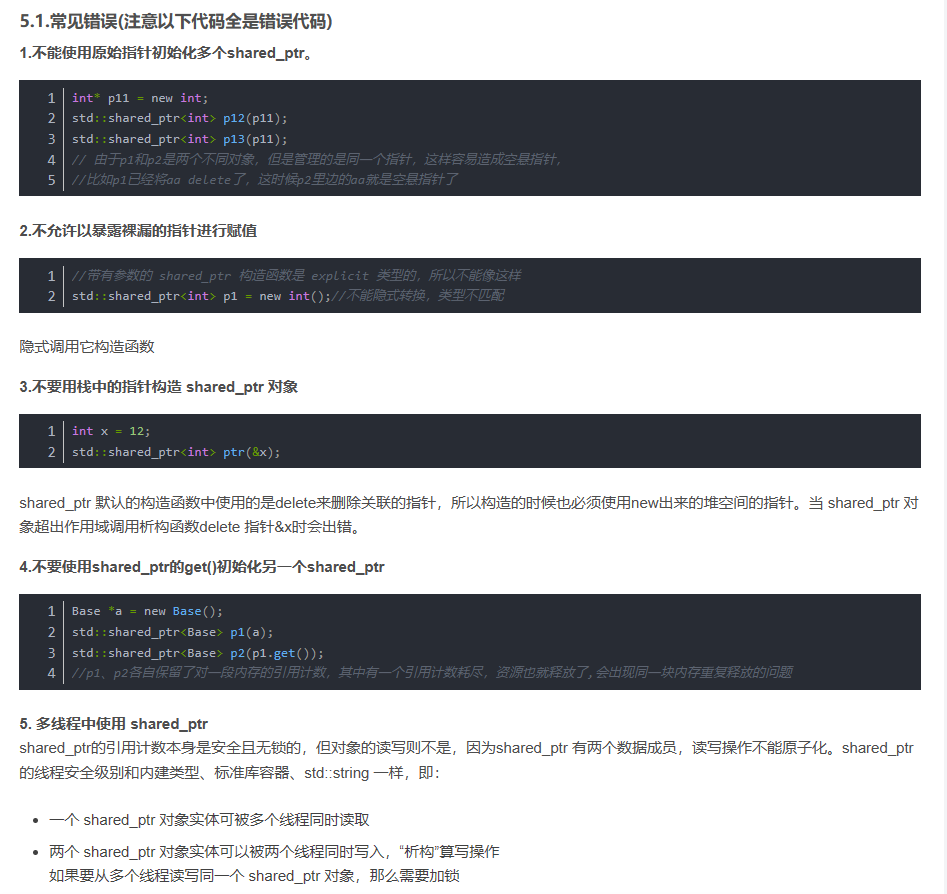 5.1.常见错误(注意以下代码全是错误代码)
1.不能使用原始指针初始化多个shared_ptr。
1 int* p11 = new int;
2 std::shared_ptr<int> p12(p11);
3 std::shared_ptr<int> p13(p11);
4 // 由于p1和p2是两个不同对象，但是管理的是同一个指针，这样容易造成空悬指针，
5 //比如p1已经将aa delete了，这时候p2里边的aa就是空悬指针了
2.不允许以暴露裸漏的指针进行赋值
1 //带有参数的 shared_ptr 构造函数是 explicit 类型的，所以不能像这样
2 std::shared_ptr<int> p1 = new int();//不能隐式转换，类型不匹配
隐式调用它构造函数
3.不要用栈中的指针构造 shared_ptr 对象
1 int x = 12;
2 std::shared_ptr<int> ptr(&x);
shared_ptr 默认的构造函数中使用的是delete来删除关联的指针，所以构造的时候也必须使用new出来的堆空间的指针。当 shared_ptr 对
象超出作用域调用析构函数delete 指针&x时会出错。
4.不要使用shared_ptr的get()初始化另一个shared_ptr
1 Base *a = new Base();
2 std::shared_ptr<Base> p1(a);
3 std::shared_ptr<Base> p2(p1.get());
4 //p1、p2各自保留了对一段内存的引用计数，其中有一个引用计数耗尽，资源也就释放了,会出现同一块内存重复释放的问题
5. 多线程中使用 shared_ptr
shared_ptr的引用计数本身是安全且无锁的，但对象的读写则不是，因为shared_ptr 有两个数据成员，读写操作不能原子化。shared_ptr
的线程安全级别和内建类型、标准库容器、std::string 一样，即：
• 一个 shared_ptr 对象实体可被多个线程同时读取
• 两个 shared_ptr 对象实体可以被两个线程同时写入，“析构”算写操作
如果要从多个线程读写同一个 shared_ptr 对象，那么需要加锁